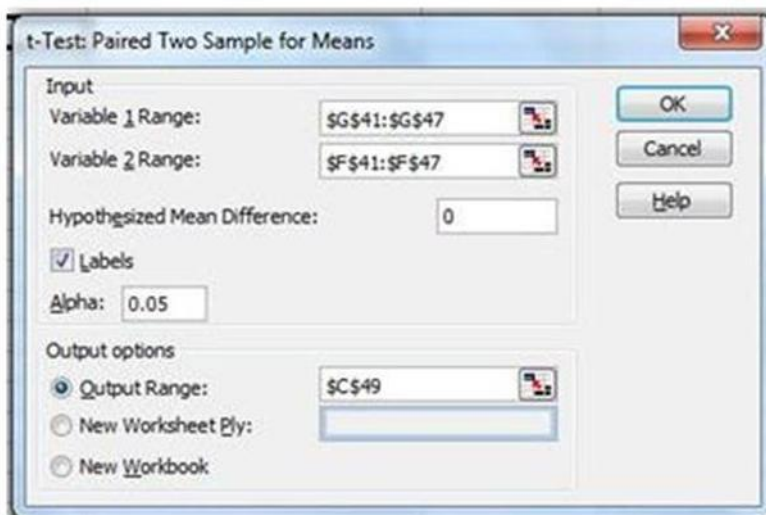 t-Test: Paired Two Sample for Means
Input
Variable 1 Range: $G$41:$G$47
Variable 2 Range: $F$41:$F$47
Hypothesized Mean Difference: 0
Labels
Alpha: 0.05
OK
Cancel
Help
Output options
Output Range: $C$49
New Worksheet Ply:
New Workbook